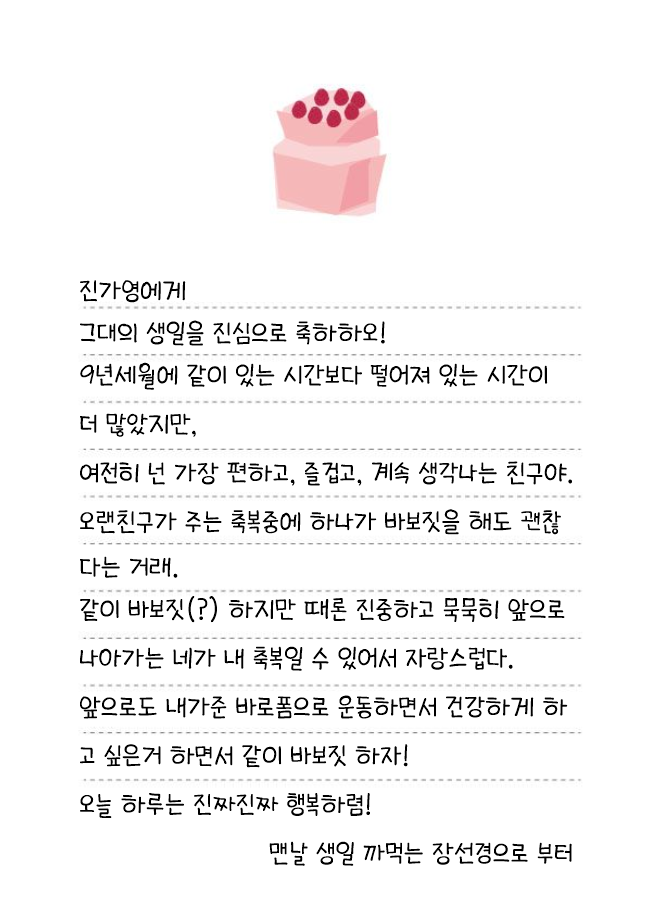 진가영에게
그대의 생일을 진심으로 축하하오!
9년세월에 같이 있는 시간보다 떨어져 있는 시간이
더 많았지만,
여전히 넌 가장 편하고, 즐겁고, 계속 생각나는 친구야.
오랜친구가 주는 축복중에 하나가 바보짓을 해도 괜찮
다는 거래.
같이 바보짓(?) 하지만 때론 진중하고 묵묵히 앞으로
나아가는 네가 내 축복일 수 있어서 자랑스럽다.
앞으로도 내가준 바로폼으로 운동하면서 건강하게 하
고 싶은거 하면서 같이 바보짓 하자!
오늘 하루는 진짜진짜 행복하렴!
맨날 생일 까먹는 장선경으로 부터